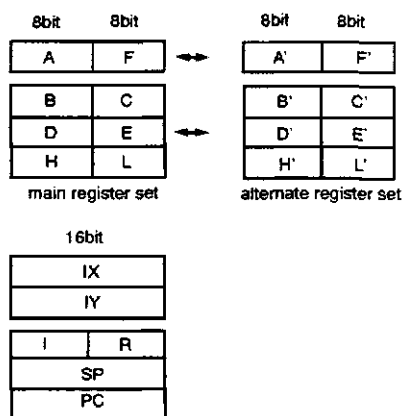 8bit 8bit 8bit 8bit
A F A' F'
B C B' C'
D E D' E'
H L H' L'
main register set alternate register set
16bit
IX
IY
I R
SP
PC